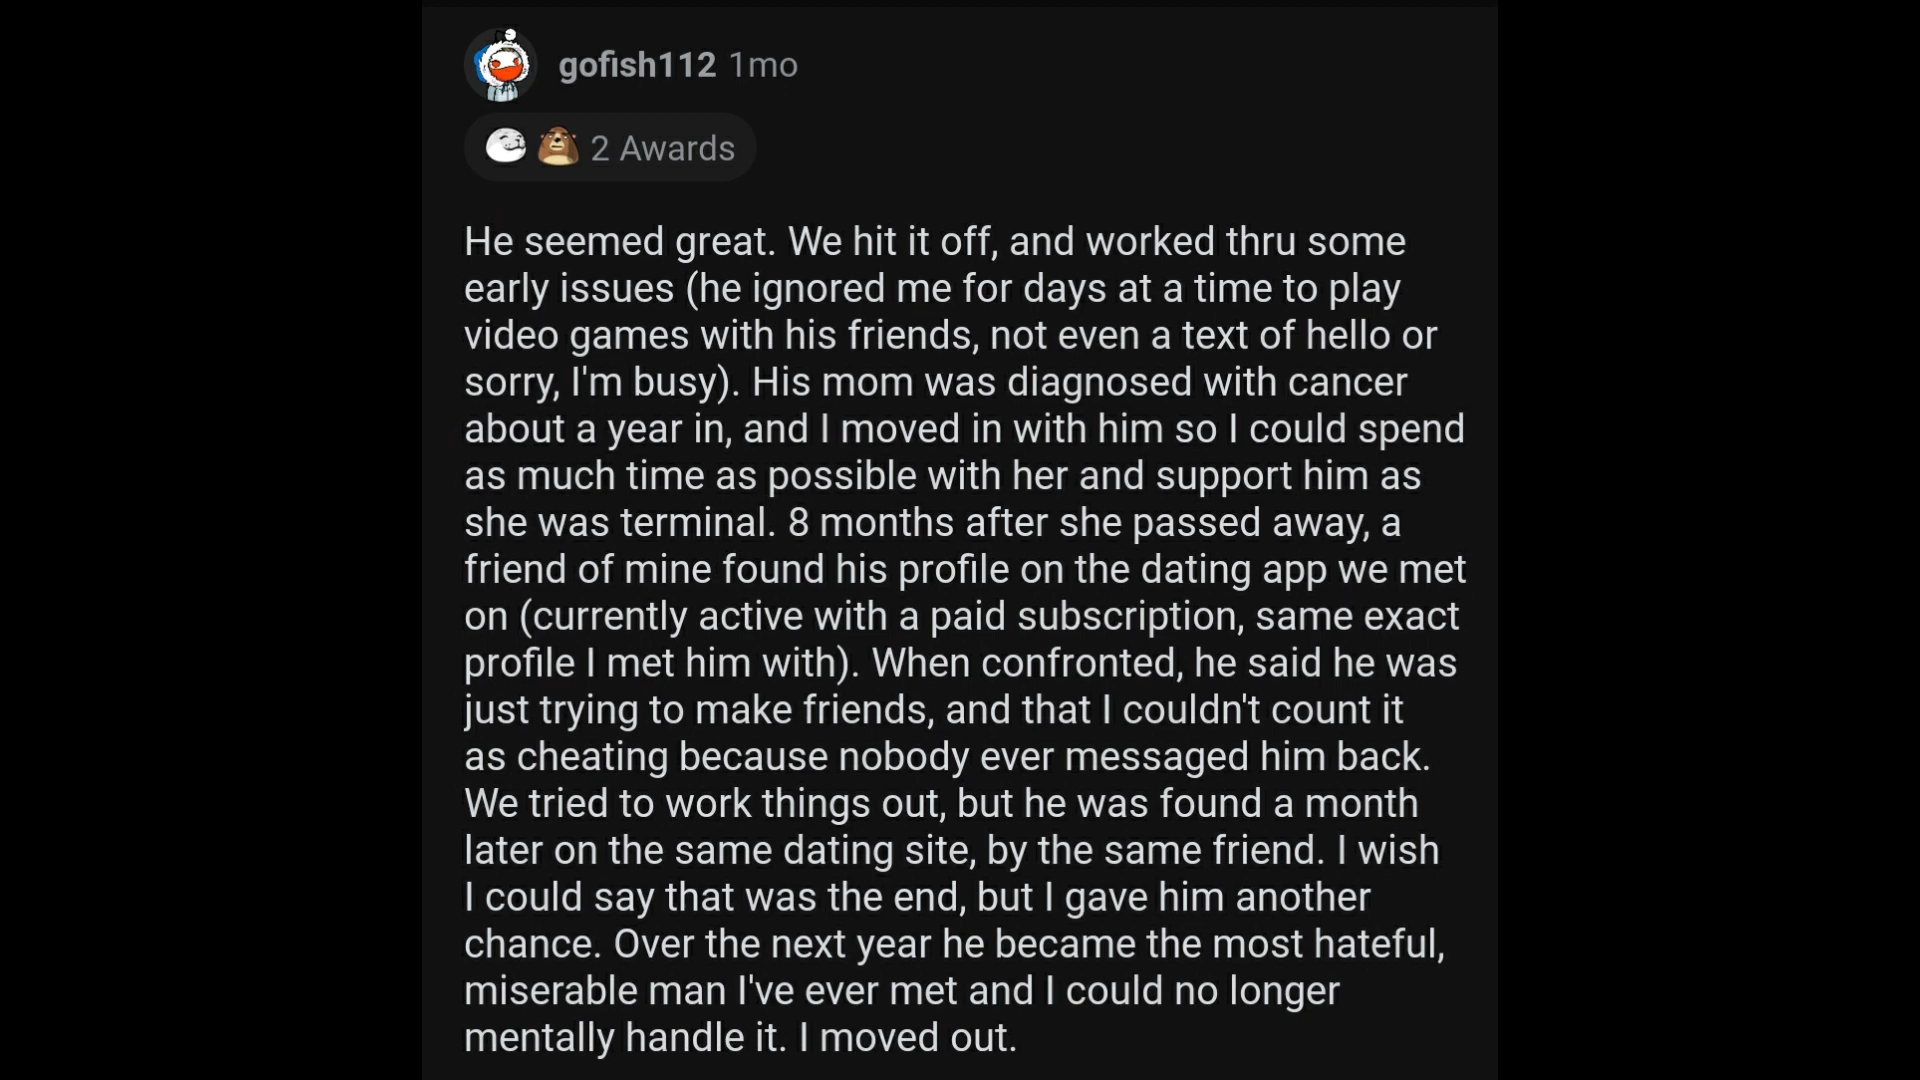 gofish112 1mo
2 Awards
He seemed great. We hit it off, and worked thru some
early issues (he ignored me for days at a time to play
video games with his friends, not even a text of hello or
sorry, I'm busy). His mom was diagnosed with cancer
about a year in, and I moved in with him so I could spend
as much time as possible with her and support him as
she was terminal. 8 months after she passed away, a
friend of mine found his profile on the dating app we met
on (currently active with a paid subscription, same exact
profile I met him with). When confronted, he said he was
just trying to make friends, and that I couldn't count it
as cheating because nobody ever messaged him back.
We tried to work things out, but he was found a month
later on the same dating site, by the same friend. I wish
I could say that was the end, but I gave him another
chance. Over the next year he became the most hateful,
miserable man I've ever met and I could no longer
mentally handle it. I moved out.